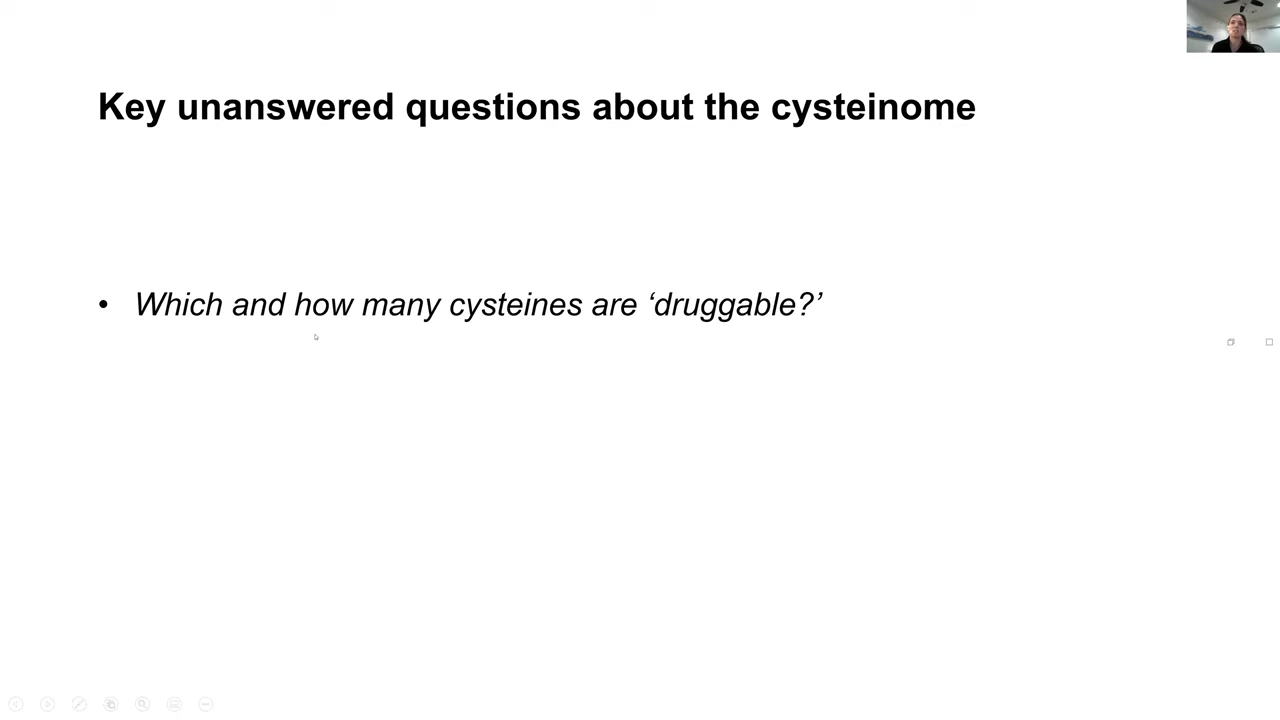 Key unanswered questions about the cysteinome
• Which and how many cysteines are ‘druggable?’